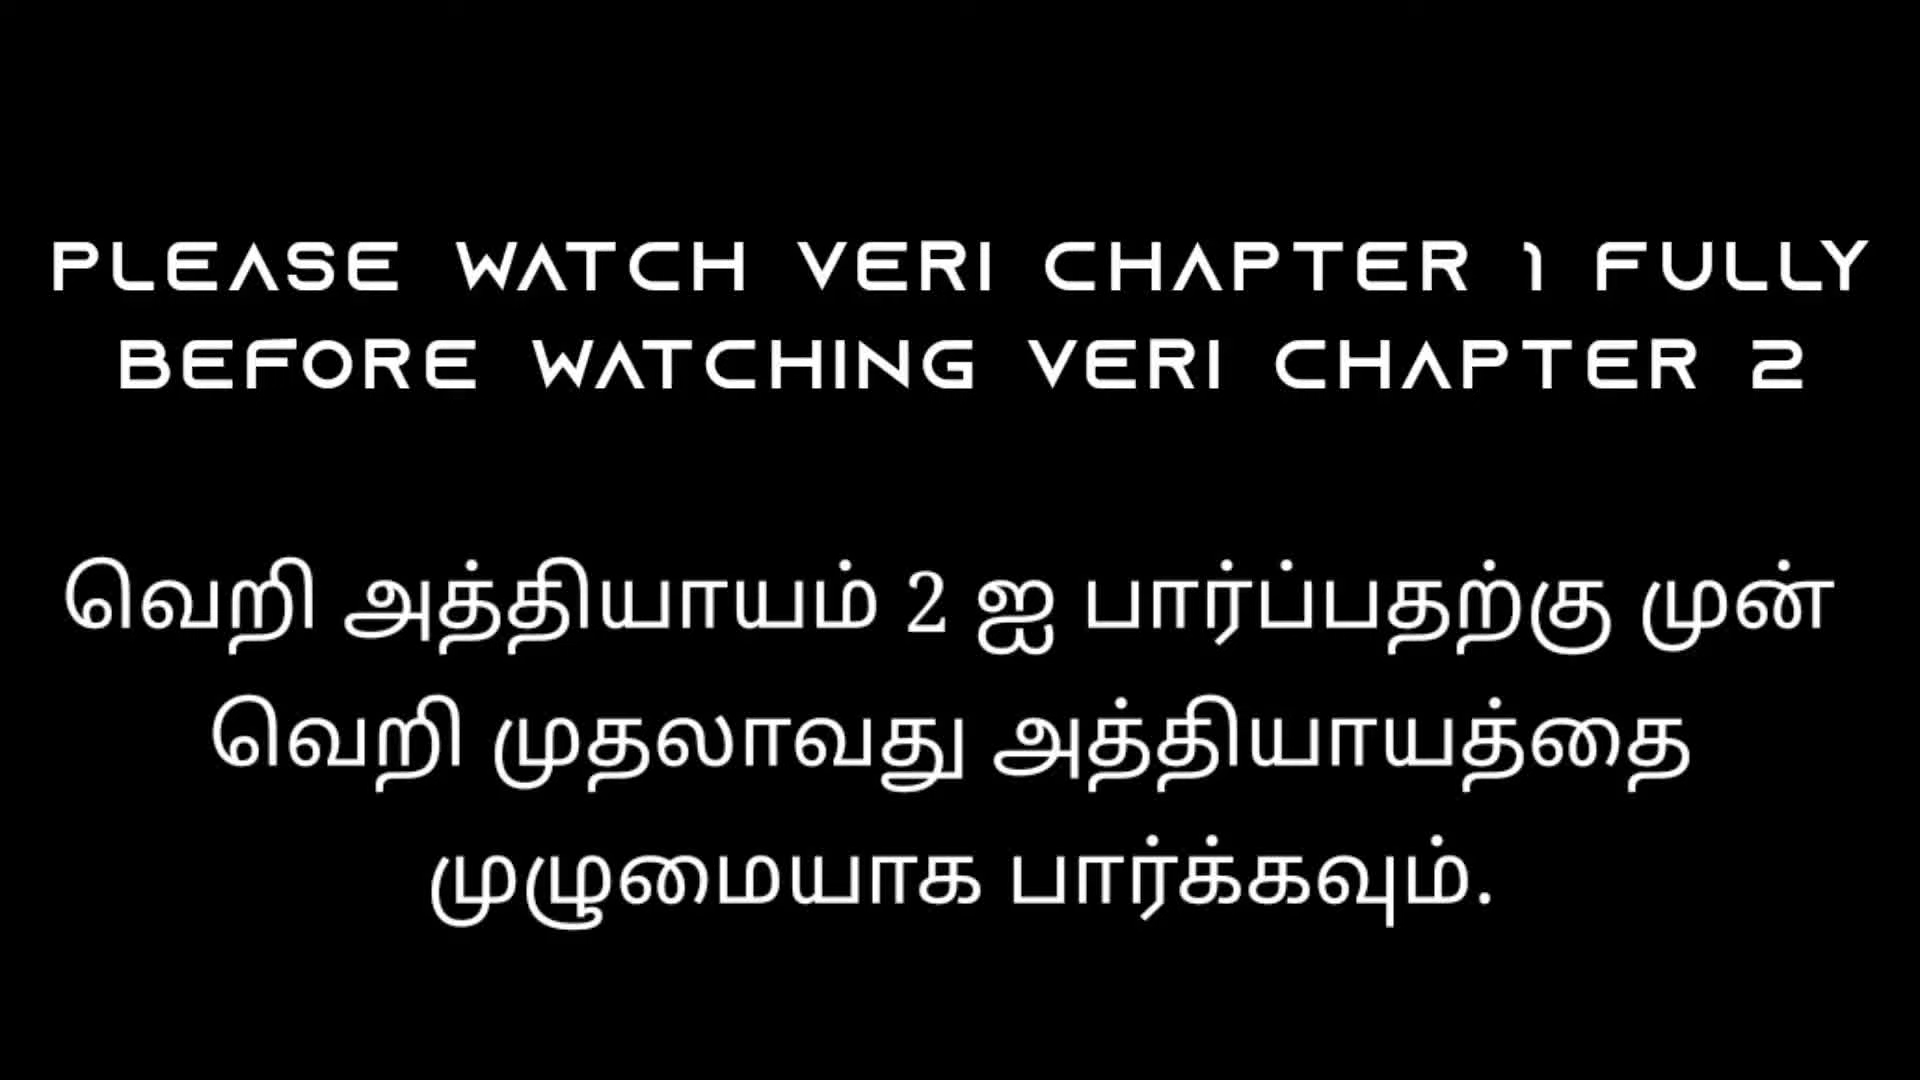 PLEASE WATCH VERI CHAPTER 1 FULLY
BEFORE WATCHING VERI CHAPTER 2
வெறி அத்தியாயம் 2 ஐ பார்ப்பதற்கு முன்
வெறி முதலாவது அத்தியாயத்தை
முழுமையாக பார்க்கவும்.